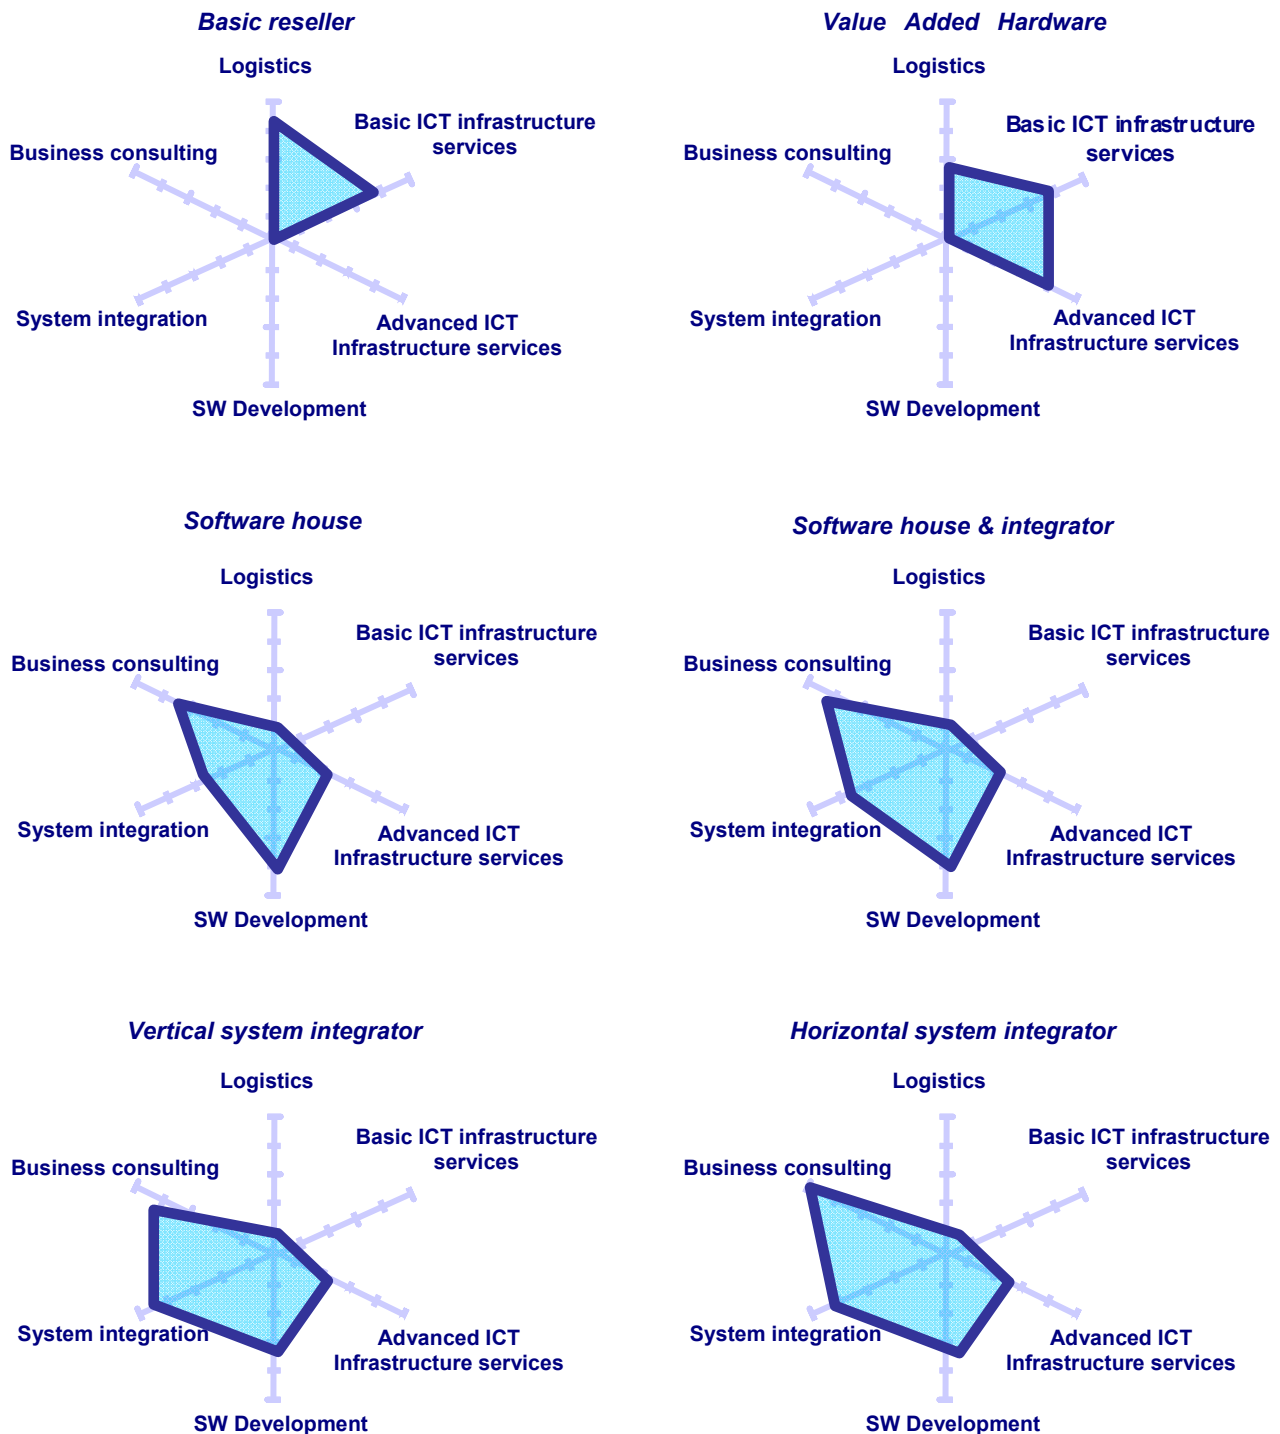 Basic reseller
Logistics
Basic ICT infrastructure
services
Business consulting
System integration
Advanced ICT
Infrastructure services
SW Development
Value Added Hardware
Logistics
Basic ICT infrastructure
services
Business consulting
System integration
Advanced ICT
Infrastructure services
SW Development
Software house
Logistics
Basic ICT infrastructure
services
Business consulting
System integration
Advanced ICT
Infrastructure services
SW Development
Software house & integrator
Logistics
Basic ICT infrastructure
services
Business consulting
System integration
Advanced ICT
Infrastructure services
SW Development
Vertical system integrator
Logistics
Basic ICT infrastructure
services
Business consulting
System integration
Advanced ICT
Infrastructure services
SW Development
Horizontal system integrator
Logistics
Basic ICT infrastructure
services
Business consulting
System integration
Advanced ICT
Infrastructure services
SW Development